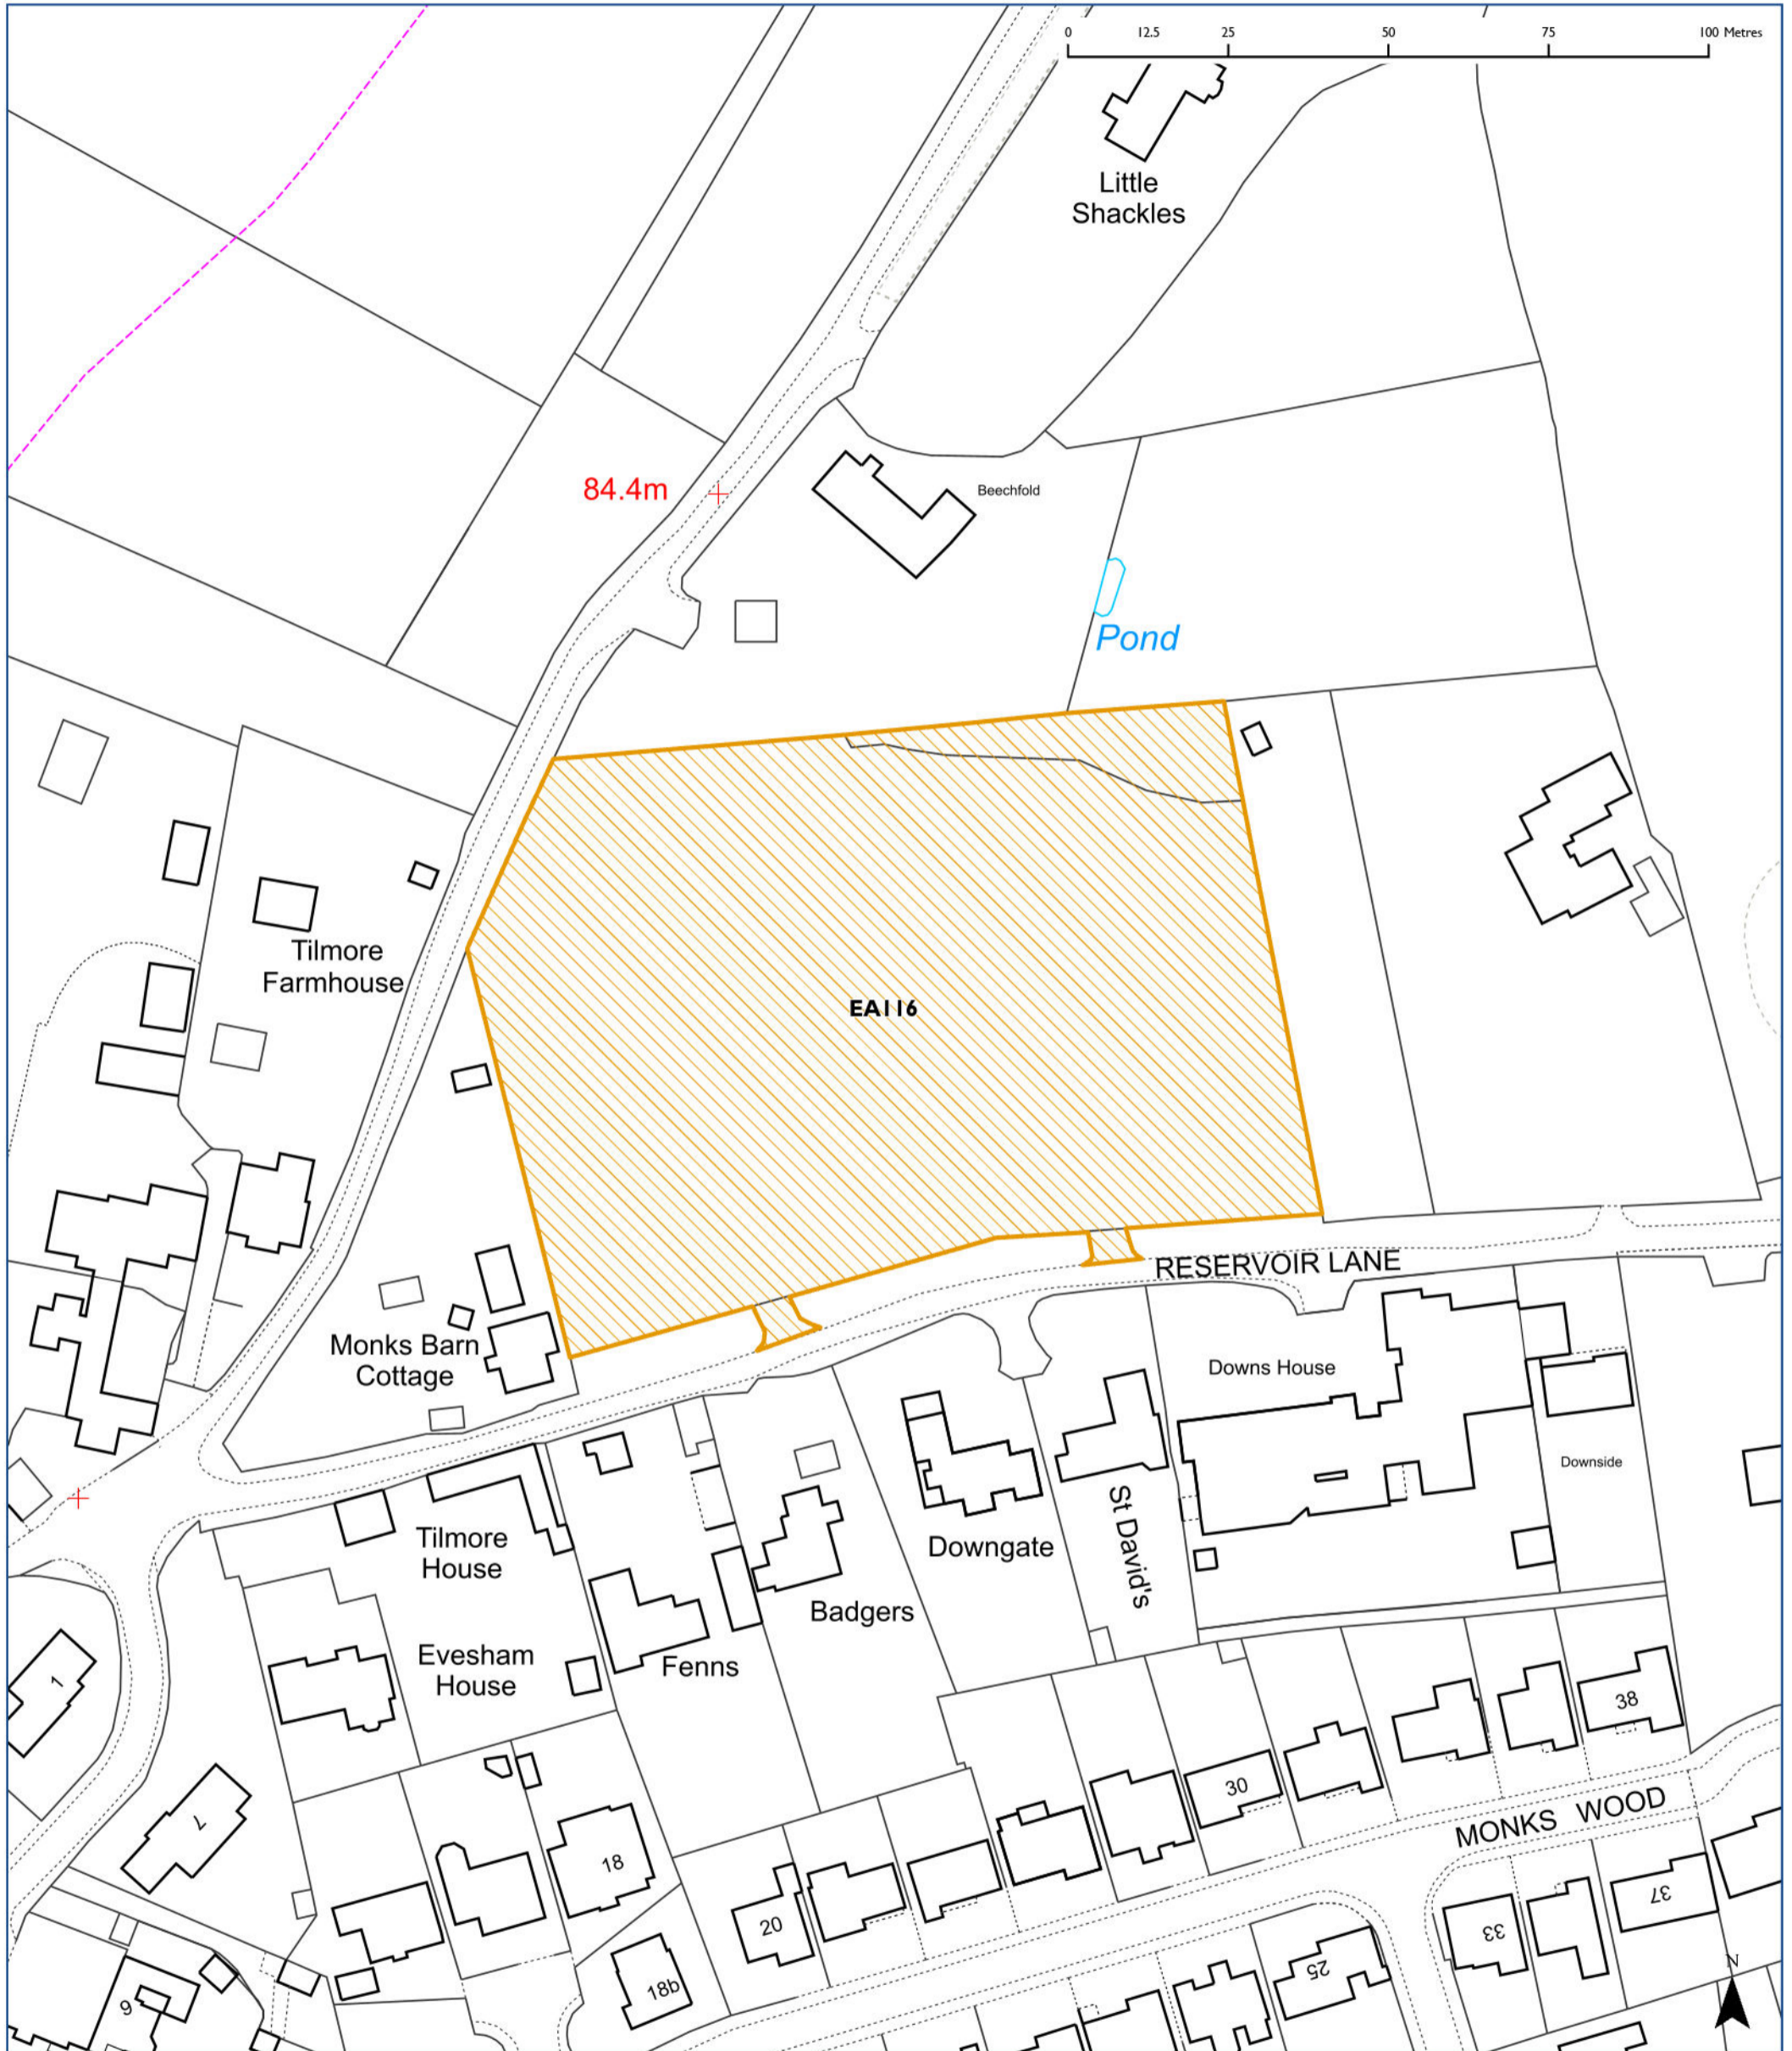 0 12.5 25 50 75 100 Metres
Little
Shackles
84.4m
Beechfold
Pond
Tilmore
Farmhouse
EA116
RESERVOIR LANE
Monks Barn
Cottage
Downs House
Downside
Tilmore
House
Downgate
St David's
Badgers
Evesham
House
Fenns
1
38
30
7
MONKS WOOD
18
20
37
33
25
18b
6
N